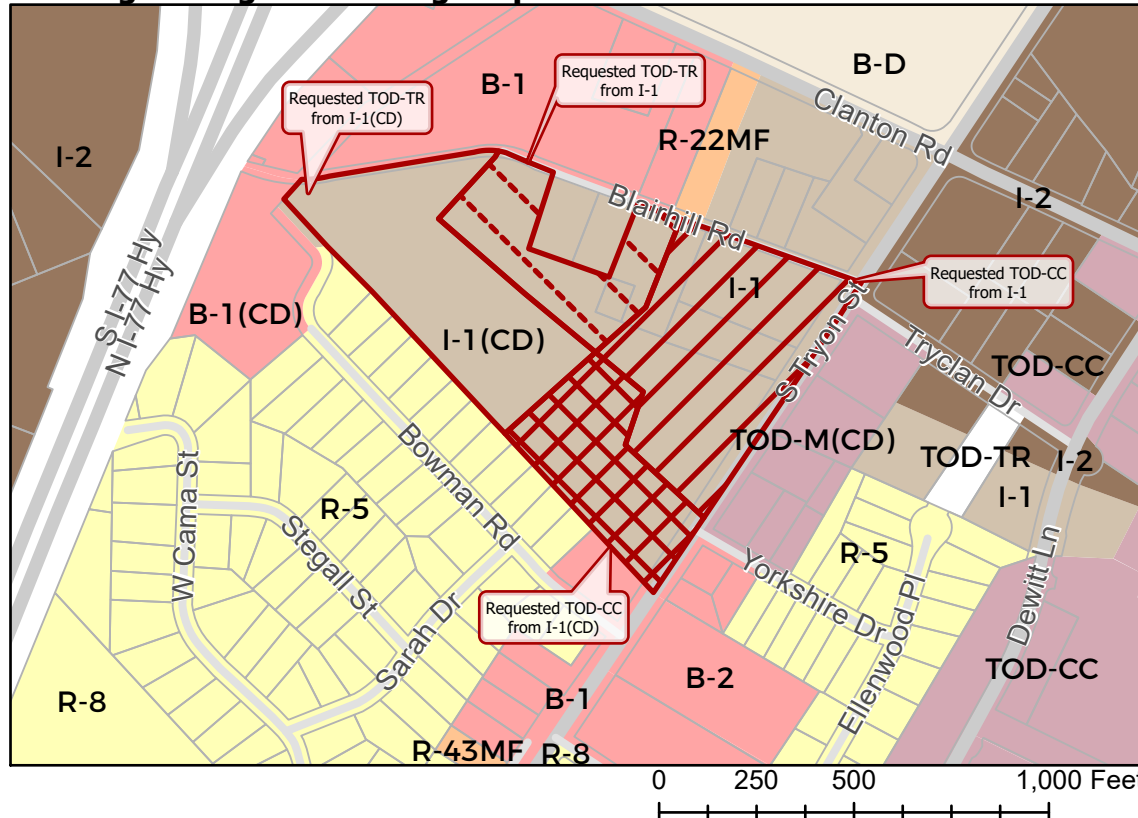 B-D
B-1
Requested TOD-TR
from I-1
Requested TOD-TR
from I-1(CD)
Clanton Rd
I-2
R-22MF
I-2
Blairhill Rd
Requested TOD-CC
from I-1
I-1
S I-77 Hy
N I-77 Hy
B-1(CD)
I-1(CD)
S Tryon St
Tryclan Dr
TOD-CC
Bowman Rd
TOD-M(CD)
TOD-TR
I-2
I-1
W Cama St
R-5
Stegall St
R-5
Yorkshire Dr
Ellenwood Pl
Dewitt Ln
Requested TOD-CC
from I-1(CD)
Sarah Dr
TOD-CC
B-2
R-8
B-1
R-43MF
R-8
0 250 500 1,000 Feet